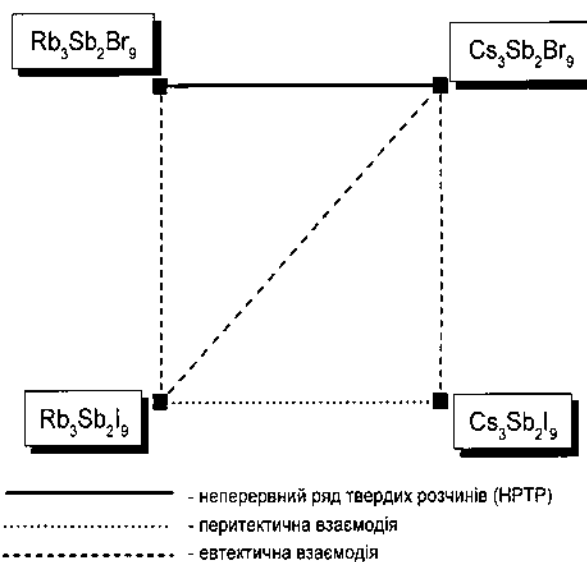 Rb₃Sb₂Br₉
Cs₃Sb₂Br₉
Rb₃Sb₂I₉
Cs₃Sb₂I₉
- неперервний ряд твердих розчинів (НРТР)
- перитектична взаємодія
- евтектична взаємодія